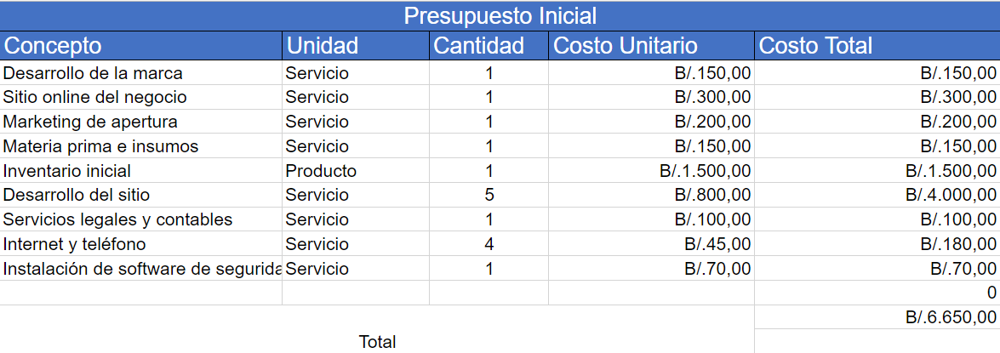 Presupuesto Inicial
Concepto Unidad Cantidad Costo Unitario Costo Total
Desarrollo de la marca Servicio 1 B/.150,00 B/.150,00
Sitio online del negocio Servicio 1 B/.300,00 B/.300,00
Marketing de apertura Servicio 1 B/.200,00 B/.200,00
Materia prima e insumos Servicio 1 B/.150,00 B/.150,00
Inventario inicial Producto 1 B/.1.500,00 B/.1.500,00
Desarrollo del sitio Servicio 5 B/.800,00 B/.4.000,00
Servicios legales y contables Servicio 1 B/.100,00 B/.100,00
Internet y teléfono Servicio 4 B/.45,00 B/.180,00
Instalación de software de segurida Servicio 1 B/.70,00 B/.70,00
0
B/.6.650,00
Total